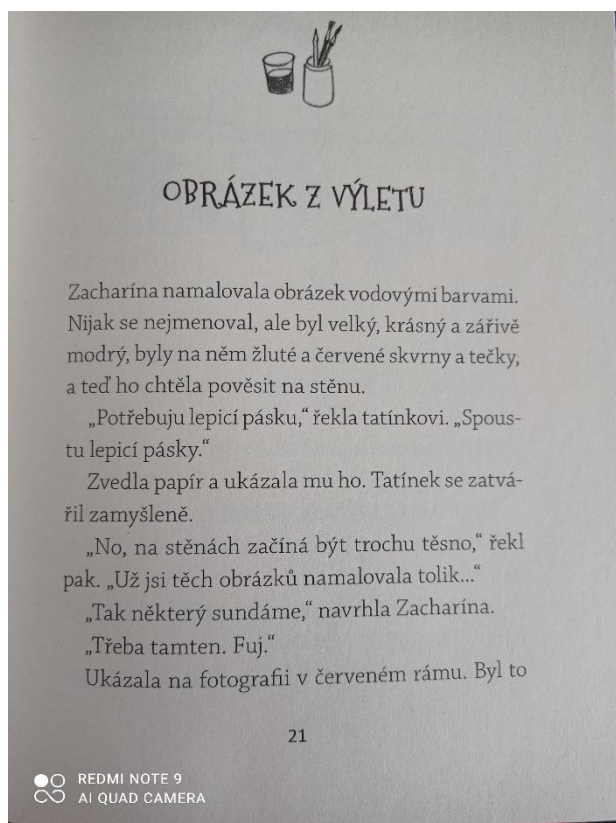 OBRÁZEK Z VÝLETU
Zacharína namalovala obrázek vodovými barvami.
Nijak se nejmenoval, ale byl velký, krásný a zářivě
modrý, byly na něm žluté a červené skvrny a tečky,
a teď ho chtěla pověsit na stěnu.
„Potřebuju lepicí pásku,“ řekla tatínkovi. „Spous-
tu lepicí pásky.“
Zvedla papír a ukázala mu ho. Tatínek se zatvá-
řil zamyšleně.
„No, na stěnách začíná být trochu těsno,“ řekl
pak. „Už jsi těch obrázků namalovala tolik...“
„Tak některý sundáme,“ navrhla Zacharína.
„Třeba tamten. Fuj.“
Ukázala na fotografii v červeném rámu. Byl to
21
REDMI NOTE 9
AI QUAD CAMERA